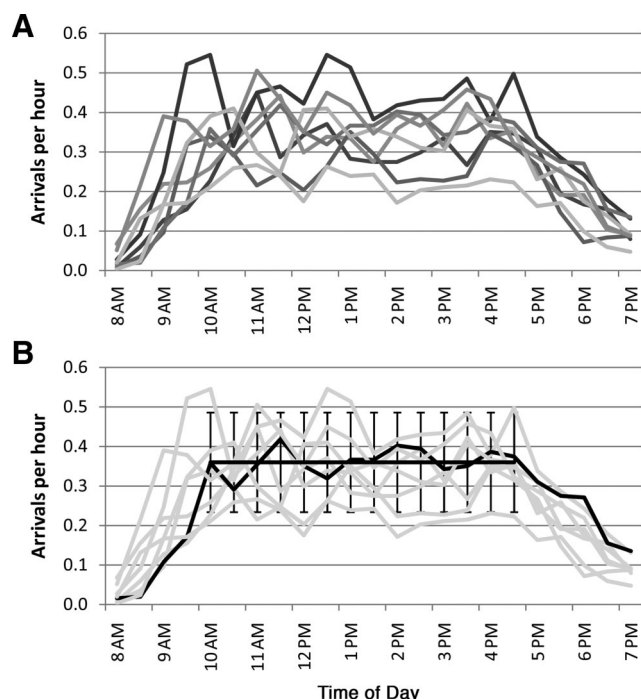 A
Arrivals per hour
0.6
0.5
0.4
0.3
0.2
0.1
0.0
8 AM
9 AM
10 AM
11 AM
12 PM
1 PM
2 PM
3 PM
4 PM
5 PM
6 PM
7 PM
B
Arrivals per hour
0.6
0.5
0.4
0.3
0.2
0.1
0.0
8 AM
9 AM
10 AM
11 AM
12 PM
1 PM
2 PM
3 PM
4 PM
5 PM
6 PM
7 PM
Time of Day